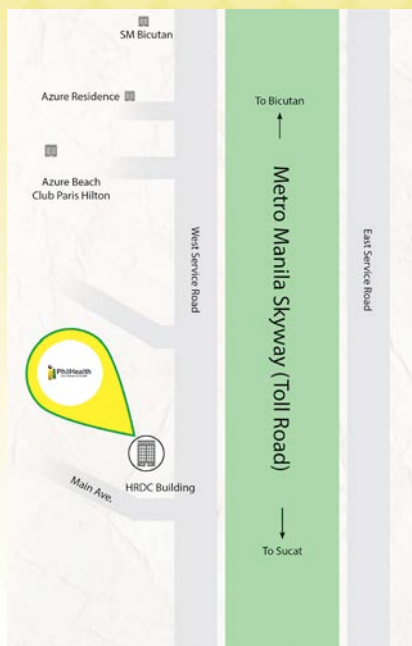 SM Bicutan
Azure Residence
To Bicutan
Azure Beach
Club Paris Hilton
West Service Road
Metro Manila Skyway (Toll Road)
East Service Road
PhilHealth
HRDC Building
Main Ave.
To Sucat